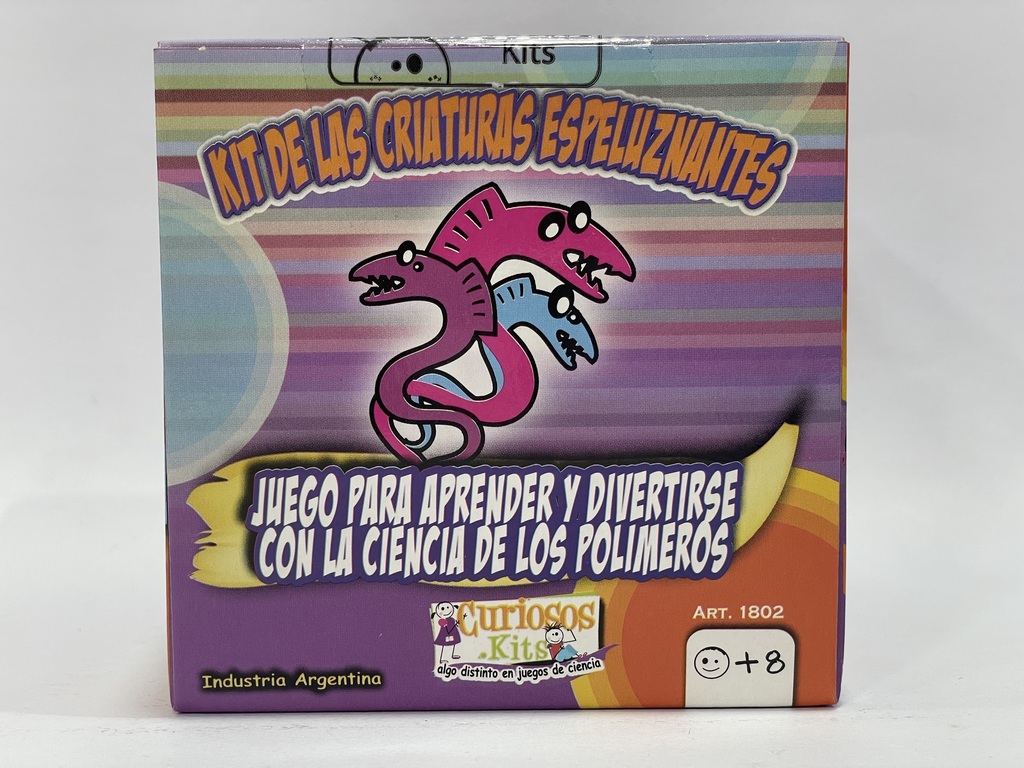 Kits
KIT DE LAS CRIATURAS ESPELUZNANTES
JUEGO PARA APRENDER Y DIVERTIRSE
CON LA CIENCIA DE LOS POLIMEROS
Curiosos
.Kits
algo distinto en juegos de ciencia
ART. 1802
+8
Industria Argentina